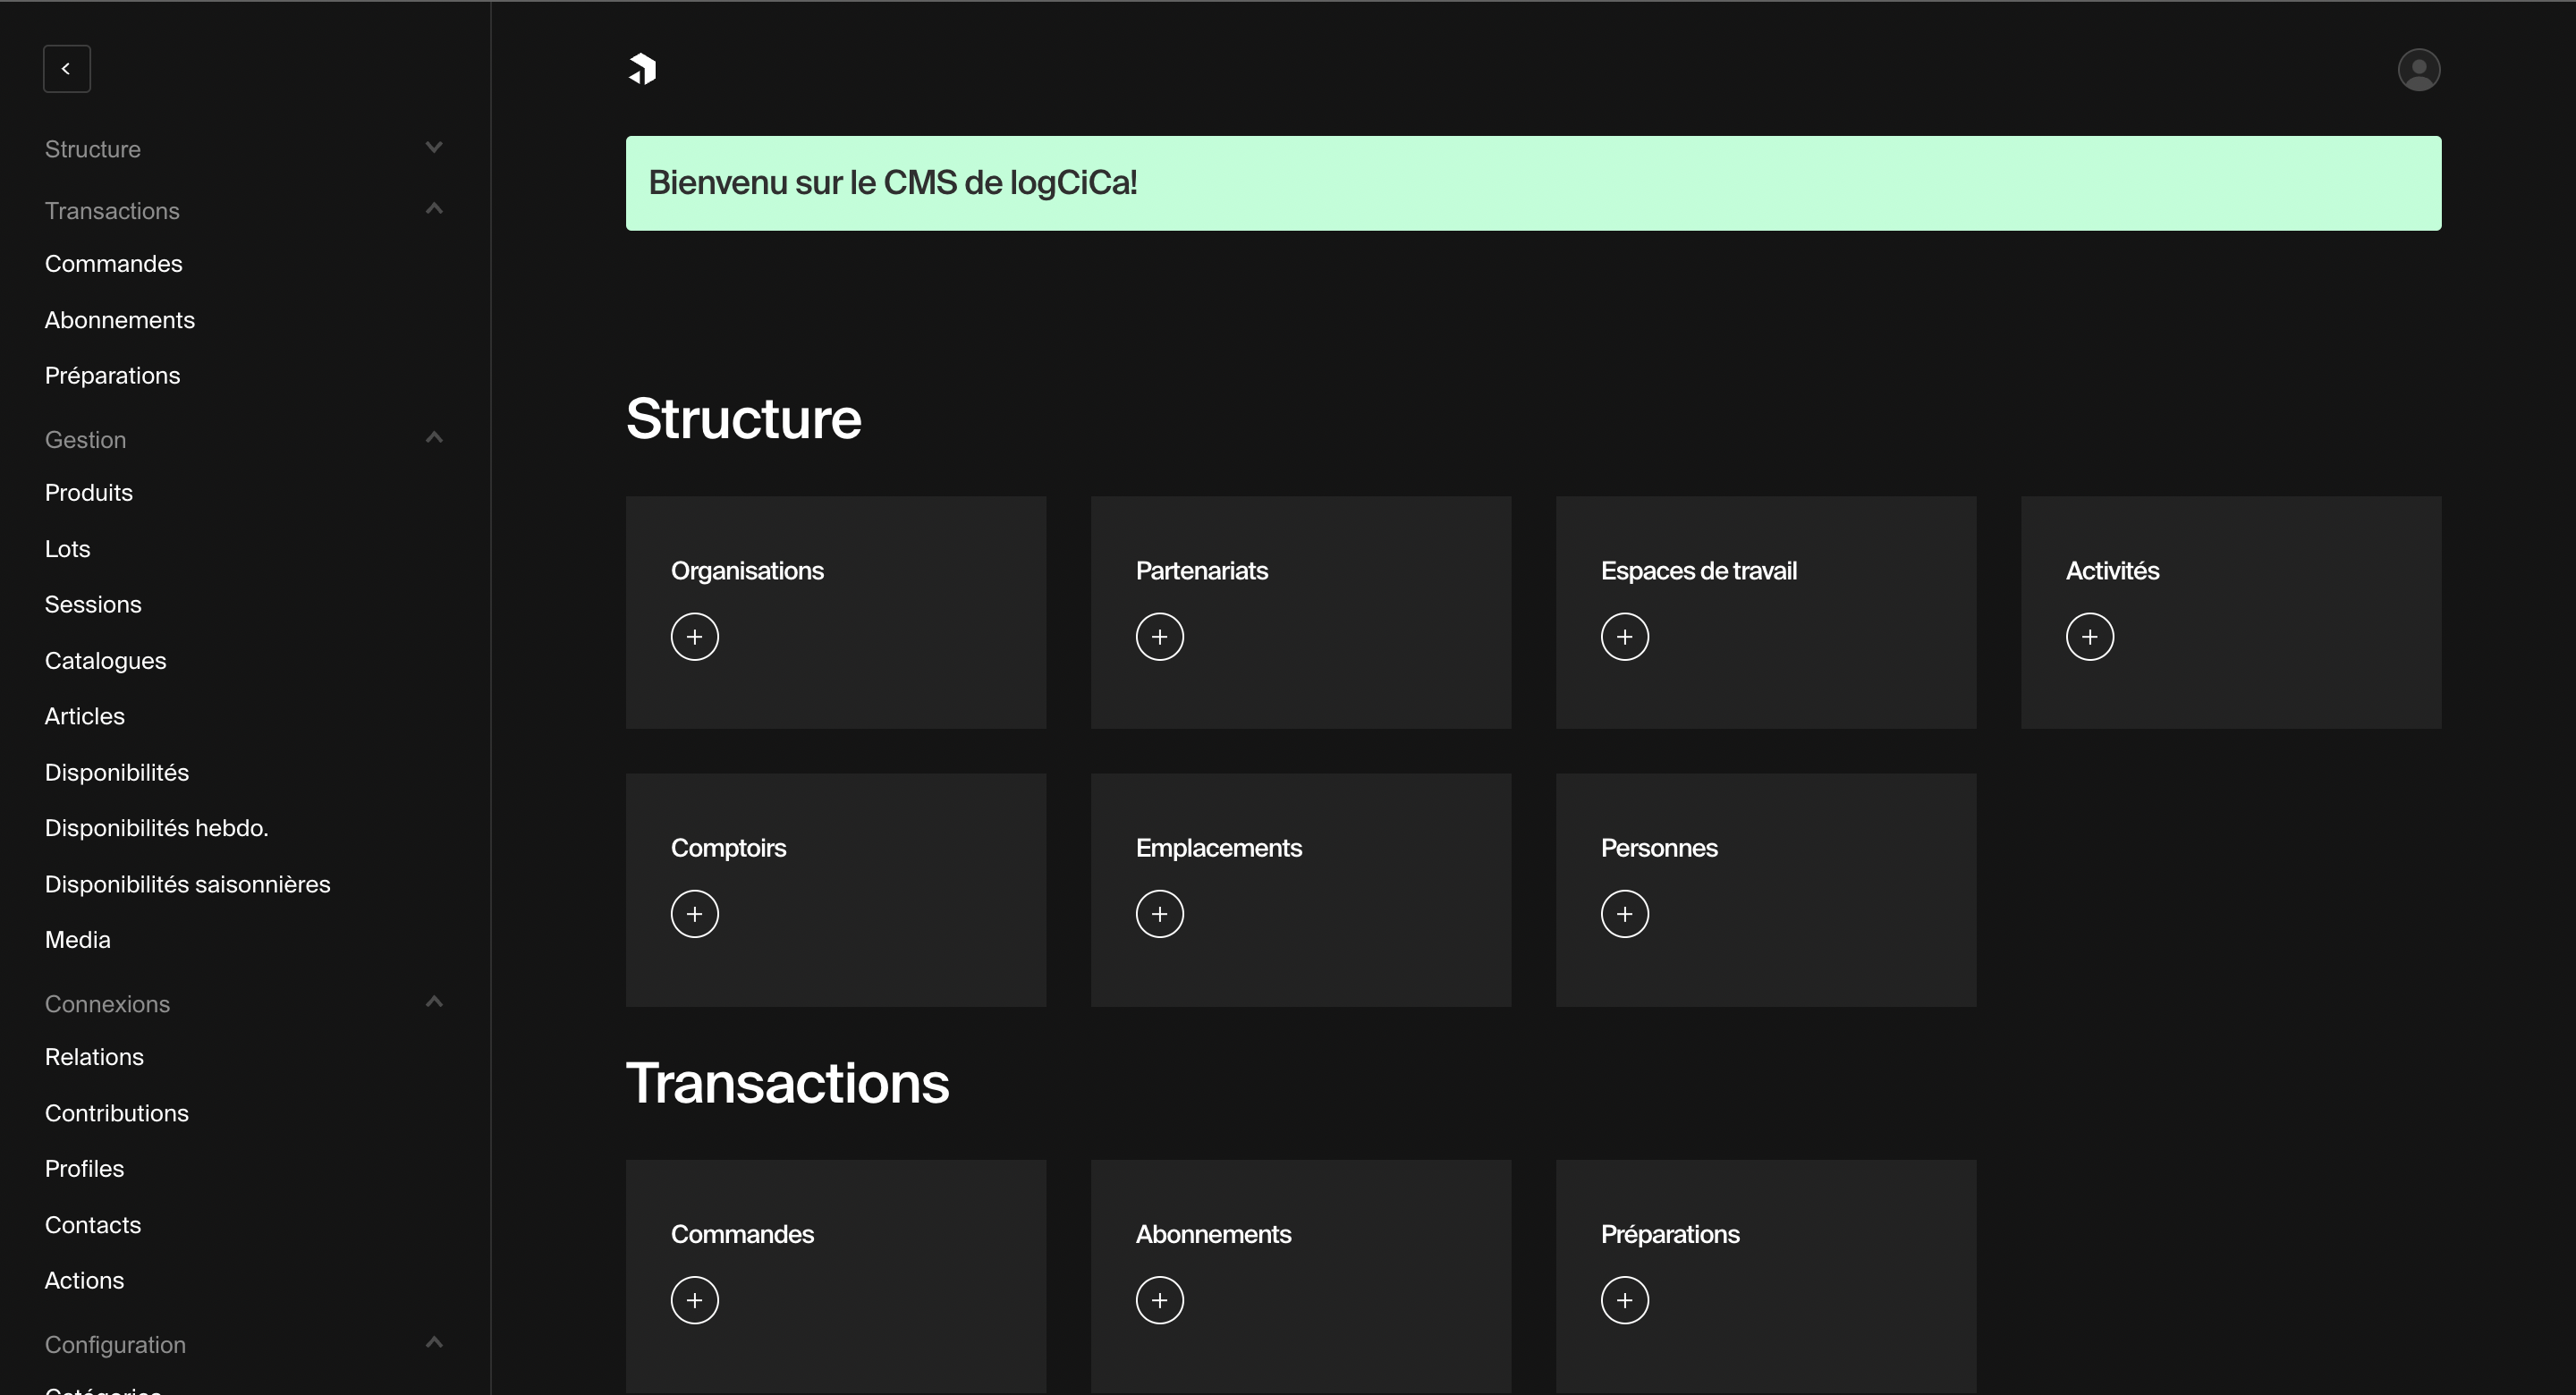 Structure
Transactions
Commandes
Abonnements
Préparations
Gestion
Produits
Lots
Sessions
Catalogues
Articles
Disponibilités
Disponibilités hebdo.
Disponibilités saisonnières
Media
Connexions
Relations
Contributions
Profiles
Contacts
Actions
Configuration
Bienvenu sur le CMS de logCiCa!
Structure
Organisations
Partenariats
Espaces de travail
Activités
Comptoirs
Emplacements
Personnes
Transactions
Commandes
Abonnements
Préparations